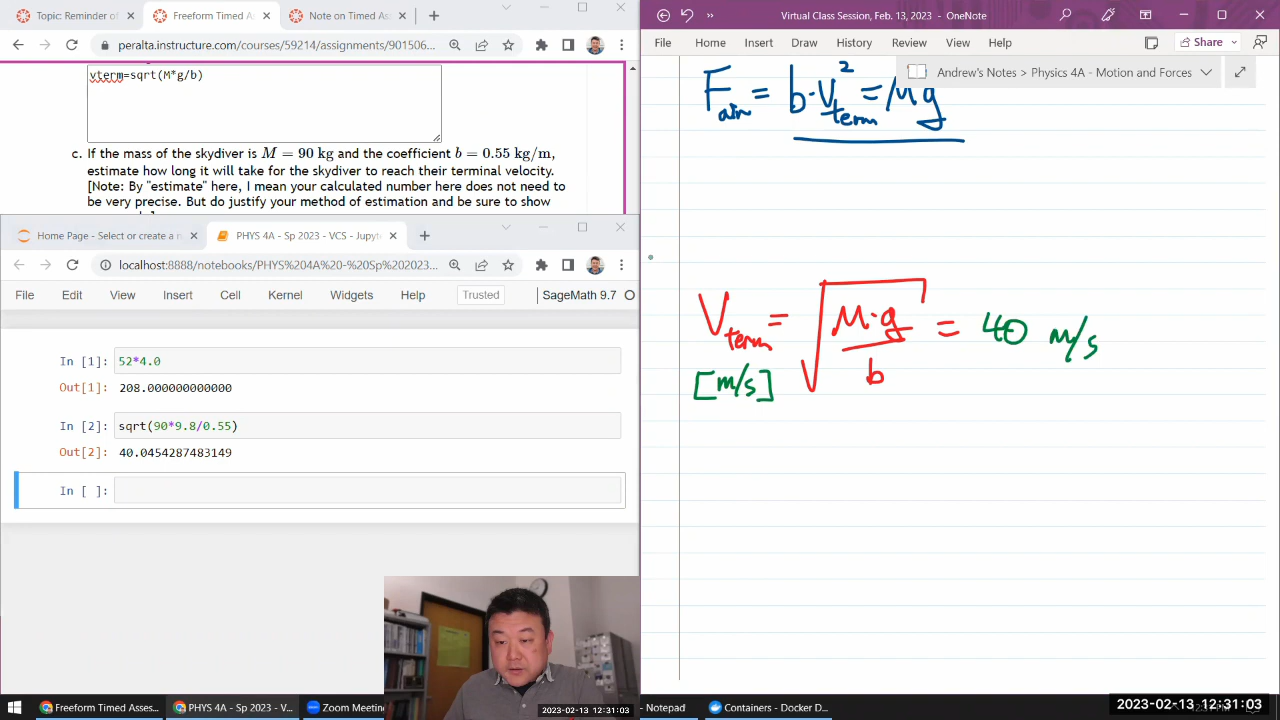 Topic: Reminder of
Freeform Timed As
Note on Timed Ass
peralta.instructure.com/courses/59214/assignments/901506...
vterm=sqrt(M*g/b)
c. If the mass of the skydiver is M = 90 kg and the coefficient b = 0.55 kg/m,
estimate how long it will take for the skydiver to reach their terminal velocity.
[Note: By "estimate" here, I mean your calculated number here does not need to
be very precise. But do justify your method of estimation and be sure to show
Home Page - Select or create a n
PHYS 4A - Sp 2023 - VCS - Jupyte
localhost:8888/notebooks/PHYS%204A%20-%20Sp%202023...
File Edit View Insert Cell Kernel Widgets Help Trusted SageMath 9.7
In [1]: 52*4.0
Out[1]: 208.000000000000
In [2]: sqrt(90*9.8/0.55)
Out[2]: 40.0454287483149
In [ ]:
2023-02-13 12:31:03
Freeform Timed Asses...
PHYS 4A - Sp 2023 - V...
Zoom Meetin
Virtual Class Session, Feb. 13, 2023 - OneNote
File Home Insert Draw History Review View Help Share
Andrew's Notes > Physics 4A - Motion and Forces
F_air = b·V_term^2 = Mg
V_term = √(M·g/b) = 40 m/s
[m/s]
- Notepad
Containers - Docker D...
2023-02-13 12:31:03